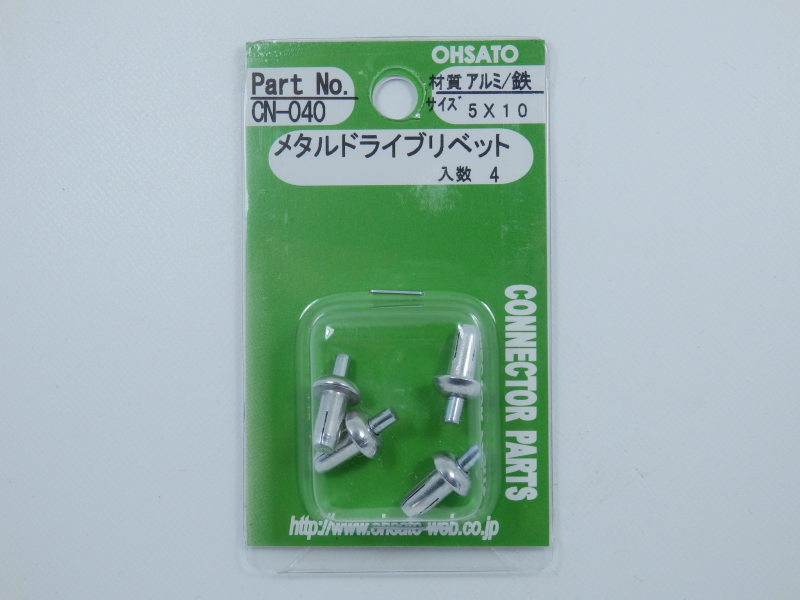 OHSATO
Part No.
CN-040
材質 アルミ/鉄
サイズ 5X10
メタルドライブリベット
入数 4
CONNECTOR PARTS
http://www.ohsato-web.co.jp